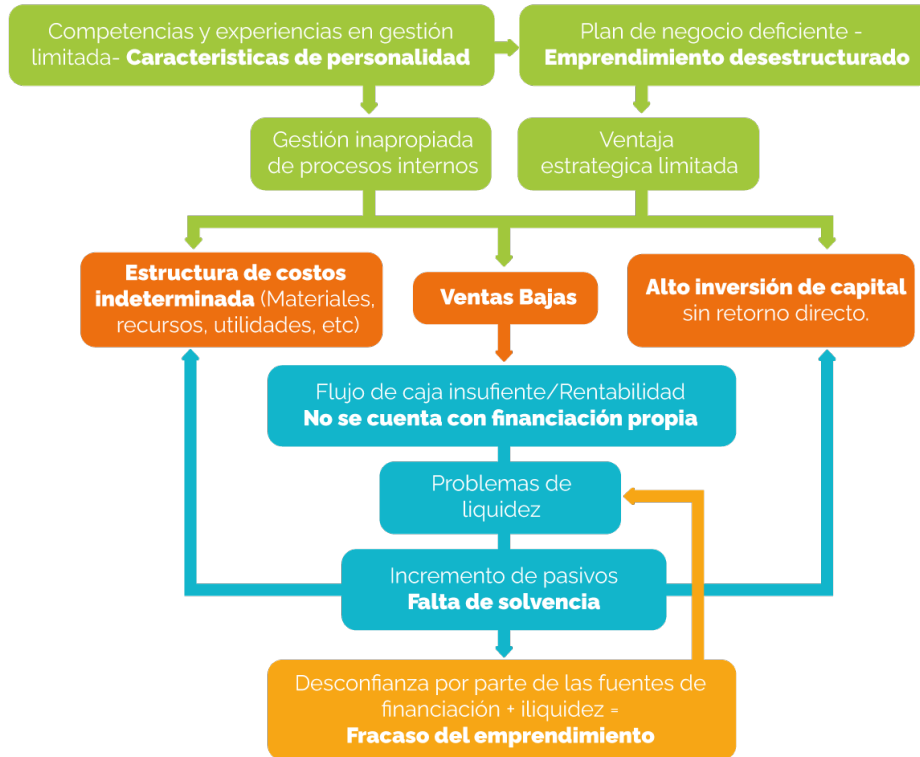 Competencias y experiencias en gestión
limitada- Caracteristicas de personalidad
Plan de negocio deficiente -
Emprendimiento desestructurado
Gestión inapropiada
de procesos internos
Ventaja
estrategica limitada
Estructura de costos
indeterminada (Materiales,
recursos, utilidades, etc)
Ventas Bajas
Alto inversión de capital
sin retorno directo.
Flujo de caja insufiente/Rentabilidad
No se cuenta con financiación propia
Problemas de
liquidez
Incremento de pasivos
Falta de solvencia
Desconfianza por parte de las fuentes de
financiación + iliquidez =
Fracaso del emprendimiento